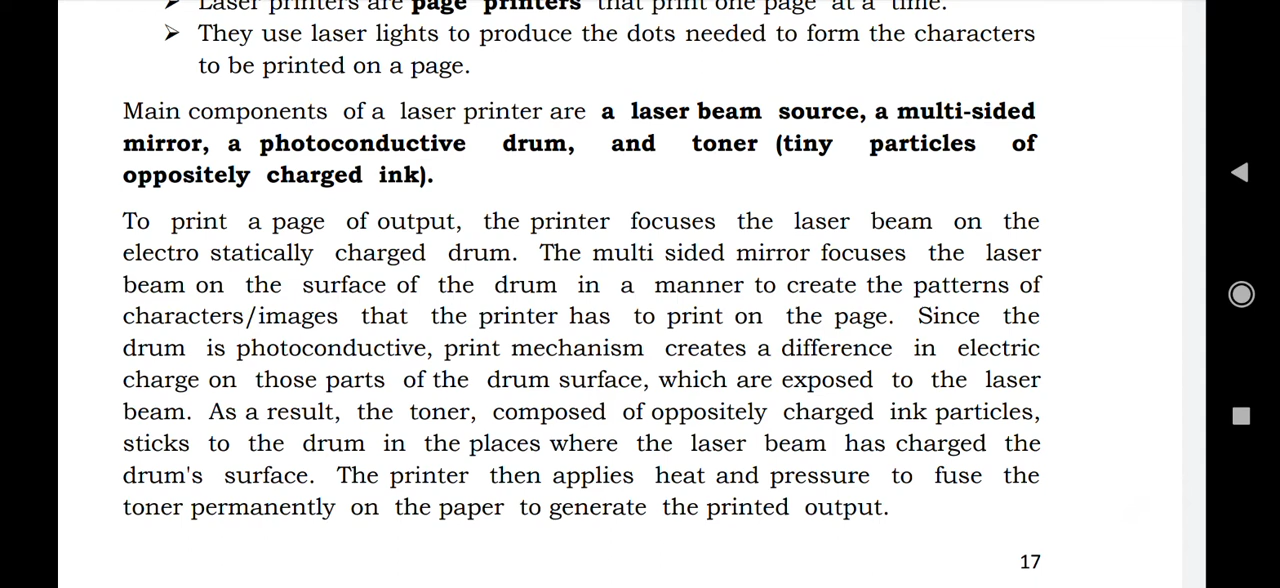 ➤ Laser printers are page printers that print one page at a time.
➤ They use laser lights to produce the dots needed to form the characters
to be printed on a page.
Main components of a laser printer are a laser beam source, a multi-sided
mirror, a photoconductive drum, and toner (tiny particles of
oppositely charged ink).
To print a page of output, the printer focuses the laser beam on the
electro statically charged drum. The multi sided mirror focuses the laser
beam on the surface of the drum in a manner to create the patterns of
characters/images that the printer has to print on the page. Since the
drum is photoconductive, print mechanism creates a difference in electric
charge on those parts of the drum surface, which are exposed to the laser
beam. As a result, the toner, composed of oppositely charged ink particles,
sticks to the drum in the places where the laser beam has charged the
drum's surface. The printer then applies heat and pressure to fuse the
toner permanently on the paper to generate the printed output.
17